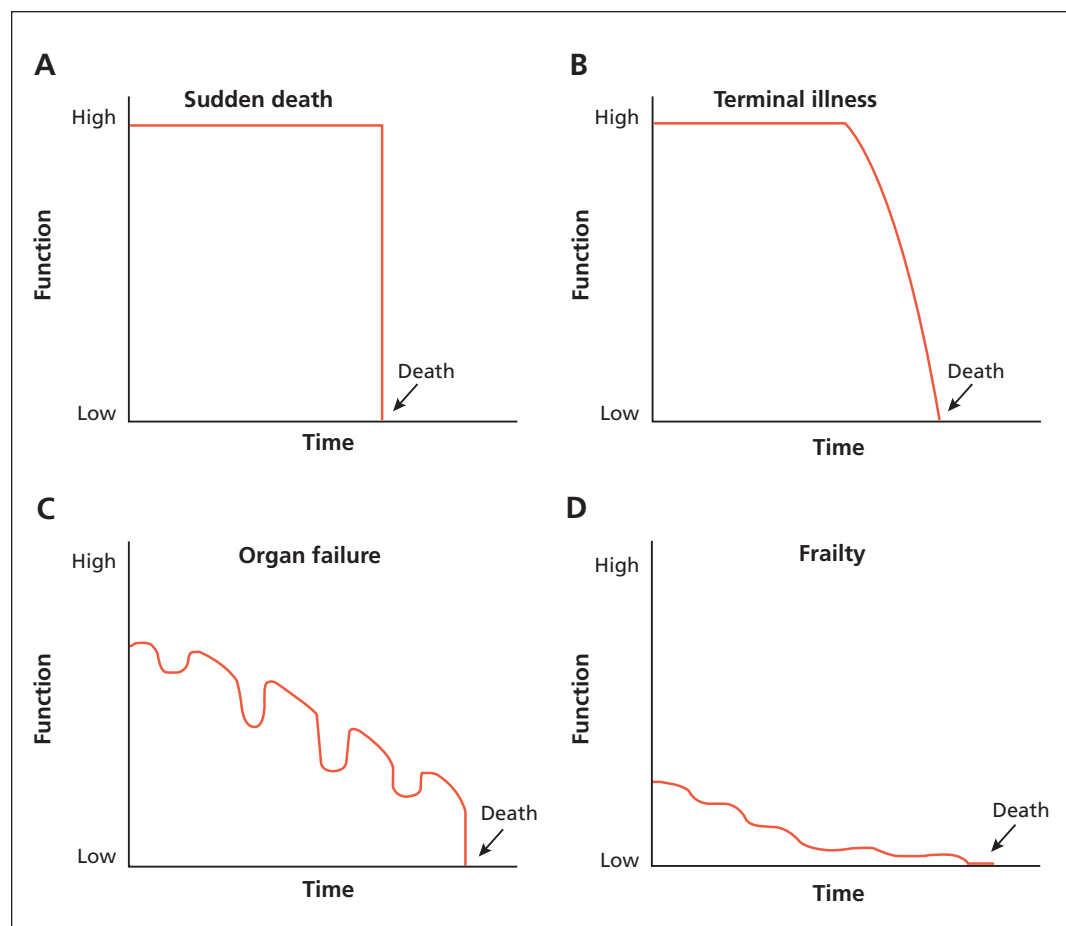 A
Sudden death
High
Function
Low
Death
Time
B
Terminal illness
High
Function
Low
Death
Time
C
Organ failure
High
Function
Low
Death
Time
D
Frailty
High
Function
Low
Death
Time